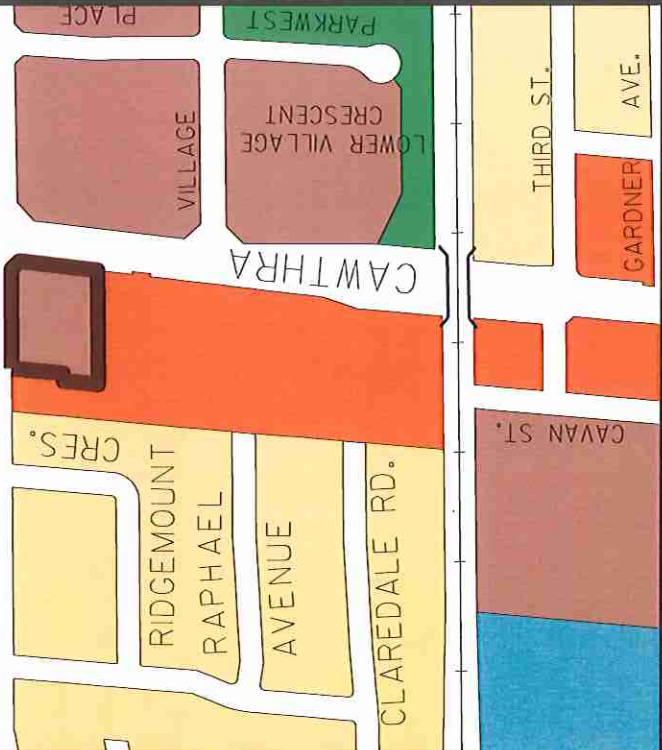 PLACE
PARKWEST
VILLAGE
LOWER VILLAGE
CRESCENT
THIRD ST.
AVE.
GARDNER
CAWTHRA
CRES.
RIDGEMOUNT
RAPHAEL
AVENUE
CLAREDALE RD.
CAVAN ST.